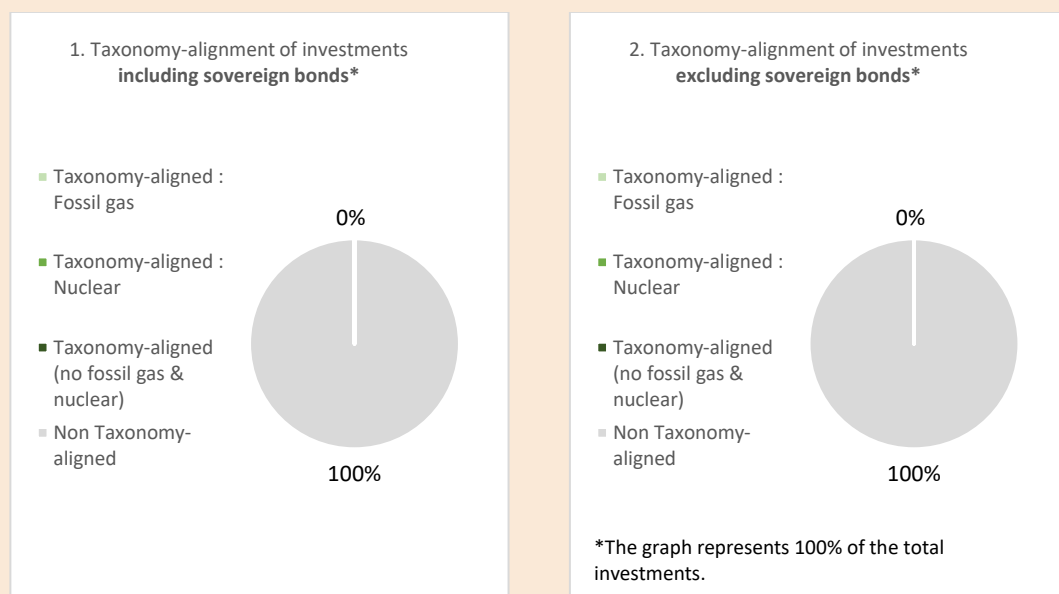 1. Taxonomy-alignment of investments
including sovereign bonds*
Taxonomy-aligned :
Fossil gas
Taxonomy-aligned :
Nuclear
Taxonomy-aligned
(no fossil gas &
nuclear)
Non Taxonomy-
aligned
0%
100%
2. Taxonomy-alignment of investments
excluding sovereign bonds*
Taxonomy-aligned :
Fossil gas
Taxonomy-aligned :
Nuclear
Taxonomy-aligned
(no fossil gas &
nuclear)
Non Taxonomy-
aligned
0%
100%
*The graph represents 100% of the total
investments.